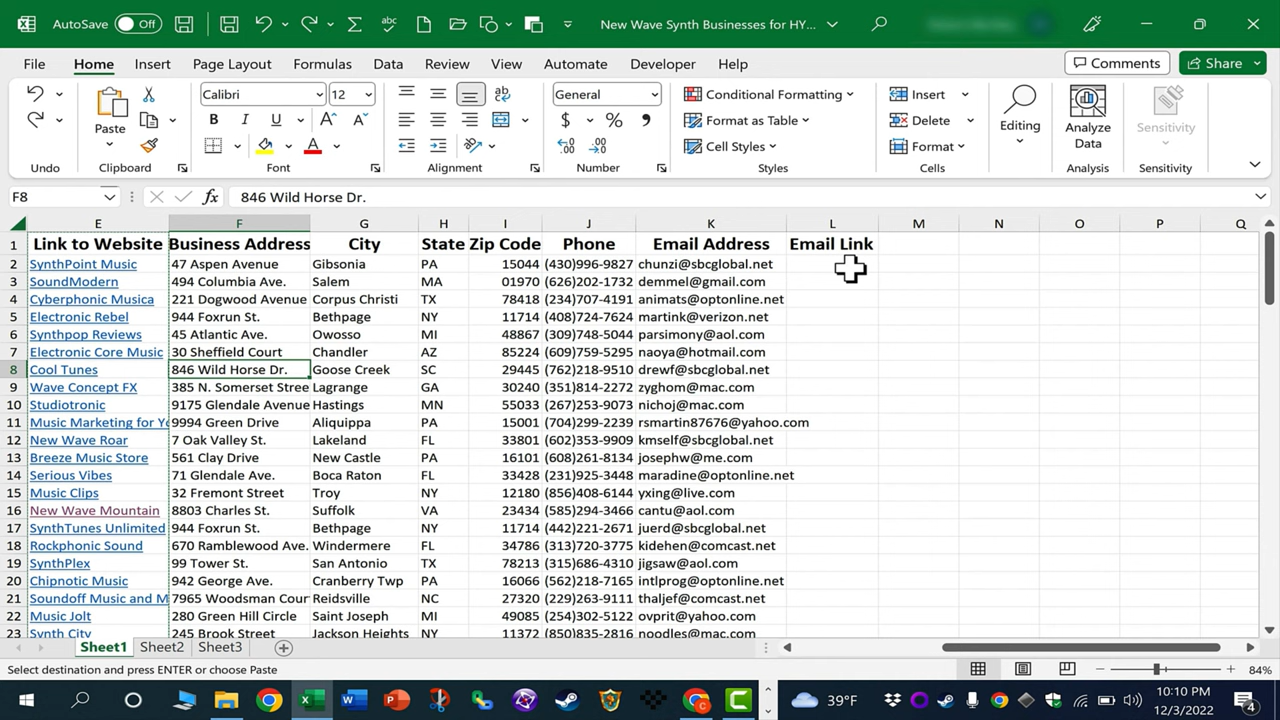 AutoSave Off New Wave Synth Businesses for HY...
File Home Insert Page Layout Formulas Data Review View Automate Developer Help Comments Share
Calibri 12 General Conditional Formatting Insert
Paste B I U $ % , Format as Table Delete Editing Analyze Data Sensitivity
Cell Styles Format
Undo Clipboard Font Alignment Number Styles Cells Analysis Sensitivity
F8 fx 846 Wild Horse Dr.
E F G H I J K L M N O P Q
1 Link to Website Business Address City State Zip Code Phone Email Address Email Link
2 SynthPoint Music 47 Aspen Avenue Gibsonia PA 15044 (430)996-9827 chunzi@sbcglobal.net
3 SoundModern 494 Columbia Ave. Salem MA 01970 (626)202-1732 demmel@gmail.com
4 Cyberphonic Musica 221 Dogwood Avenue Corpus Christi TX 78418 (234)707-4191 animats@optonline.net
5 Electronic Rebel 944 Foxrun St. Bethpage NY 11714 (408)724-7624 martink@verizon.net
6 Synthpop Reviews 45 Atlantic Ave. Owosso MI 48867 (309)748-5044 parsimony@aol.com
7 Electronic Core Music 30 Sheffield Court Chandler AZ 85224 (609)759-5295 naoya@hotmail.com
8 Cool Tunes 846 Wild Horse Dr. Goose Creek SC 29445 (762)218-9510 drewf@sbcglobal.net
9 Wave Concept FX 385 N. Somerset Stree Lagrange GA 30240 (351)814-2272 zyghom@mac.com
10 Studiotronic 9175 Glendale Avenue Hastings MN 55033 (267)253-9073 nichoj@mac.com
11 Music Marketing for Yo 9994 Green Drive Aliquippa PA 15001 (704)299-2239 rsmartin87676@yahoo.com
12 New Wave Roar 7 Oak Valley St. Lakeland FL 33801 (602)353-9909 kmself@sbcglobal.net
13 Breeze Music Store 561 Clay Drive New Castle PA 16101 (608)261-8134 josephw@me.com
14 Serious Vibes 71 Glendale Ave. Boca Raton FL 33428 (231)925-3448 maradine@optonline.net
15 Music Clips 32 Fremont Street Troy NY 12180 (856)408-6144 yxing@live.com
16 New Wave Mountain 8803 Charles St. Suffolk VA 23434 (585)294-3466 cantu@aol.com
17 SynthTunes Unlimited 944 Foxrun St. Bethpage NY 11714 (442)221-2671 juerd@sbcglobal.net
18 Rockphonic Sound 670 Ramblewood Ave. Windermere FL 34786 (313)720-3775 kidehen@comcast.net
19 SynthPlex 99 Tower St. San Antonio TX 78213 (315)686-4310 jigsaw@aol.com
20 Chipnotic Music 942 George Ave. Cranberry Twp PA 16066 (562)218-7165 intlprog@optonline.net
21 Soundoff Music and M 7965 Woodsman Cour Reidsville NC 27320 (229)263-9111 thaljef@comcast.net
22 Music Jolt 280 Green Hill Circle Saint Joseph MI 49085 (254)302-5122 ovprit@yahoo.com
23 Synth City 245 Brook Street Jackson Heights NY 11372 (850)835-2816 noodles@mac.com
Sheet1 Sheet2 Sheet3
Select destination and press ENTER or choose Paste 84%
39°F 10:10 PM
12/3/2022 4